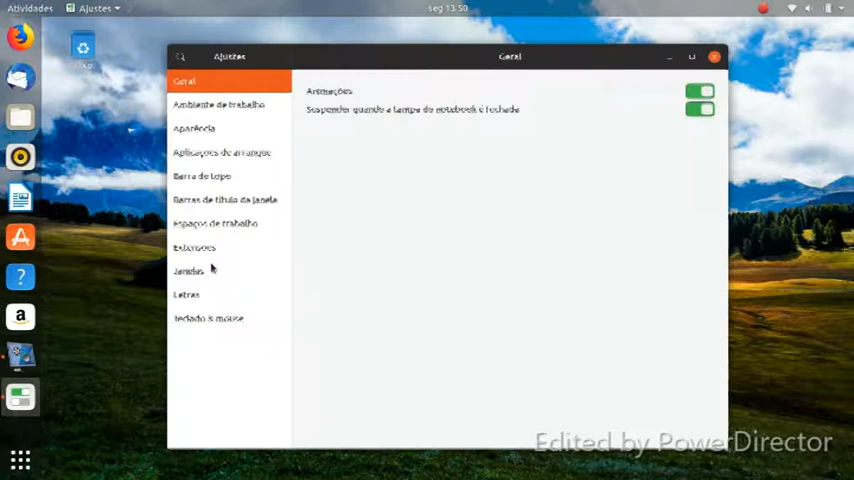 Atividades
Ajustes
seg 13:50
Ajustes
Geral
Geral
Ambiente de trabalho
Aparência
Aplicações de arranque
Barra de topo
Barras de título da janela
Espaços de trabalho
Extensões
Janelas
Letras
Teclado & mouse
Animações
Suspender quando a tampa do notebook é fechada
Edited by PowerDirector